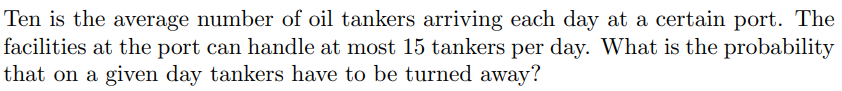 Ten is the average number of oil tankers arriving each day at a certain port. The
facilities at the port can handle at most 15 tankers per day. What is the probability
that on a given day tankers have to be turned away?